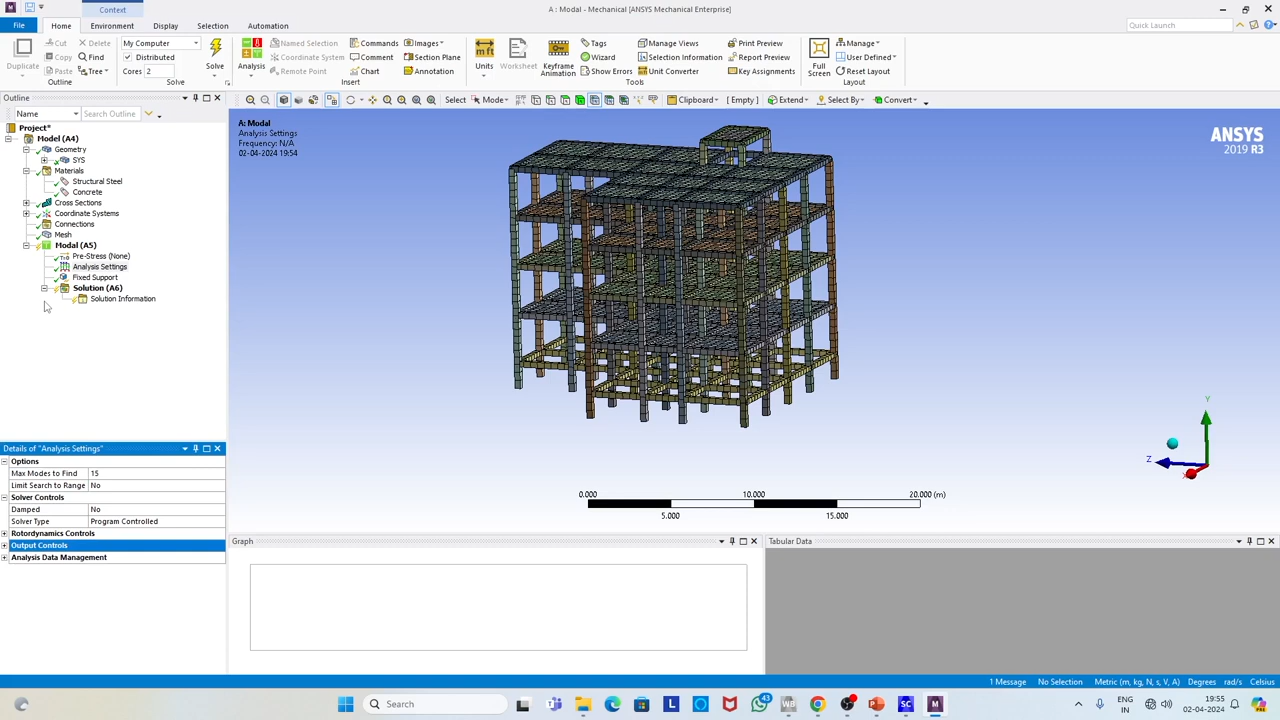 Context
A : Modal - Mechanical [ANSYS Mechanical Enterprise]
File
Home
Environment
Display
Selection
Automation
Quick Launch
Duplicate
Cut
Copy
Paste
Delete
Find
Tree
Outline
My Computer
Distributed
Cores 2
Solve
Solve
Analysis
Named Selection
Coordinate System
Remote Point
Commands
Comment
Chart
Images
Section Plane
Annotation
Insert
Units
Worksheet
Keyframe
Animation
Tags
Wizard
Show Errors
Manage Views
Selection Information
Unit Converter
Print Preview
Report Preview
Key Assignments
Tools
Full
Screen
Manage
User Defined
Reset Layout
Layout
Outline
Name
Search Outline
Select
Mode
Clipboard
[ Empty ]
Extend
Select By
Convert
Project*
Model (A4)
Geometry
SYS
Materials
Structural Steel
Concrete
Cross Sections
Coordinate Systems
Connections
Mesh
Modal (A5)
Pre-Stress (None)
Analysis Settings
Fixed Support
Solution (A6)
Solution Information
A: Modal
Analysis Settings
Frequency: N/A
02-04-2024 19:54
ANSYS
2019 R3
Y
Z
X
0.000
10.000
20.000 (m)
5.000
15.000
Details of "Analysis Settings"
Options
Max Modes to Find 15
Limit Search to Range No
Solver Controls
Damped No
Solver Type Program Controlled
Rotordynamics Controls
Output Controls
Analysis Data Management
Graph
Tabular Data
1 Message
No Selection
Metric (m, kg, N, s, V, A)
Degrees
rad/s
Celsius
Search
43
ENG
IN
19:55
02-04-2024